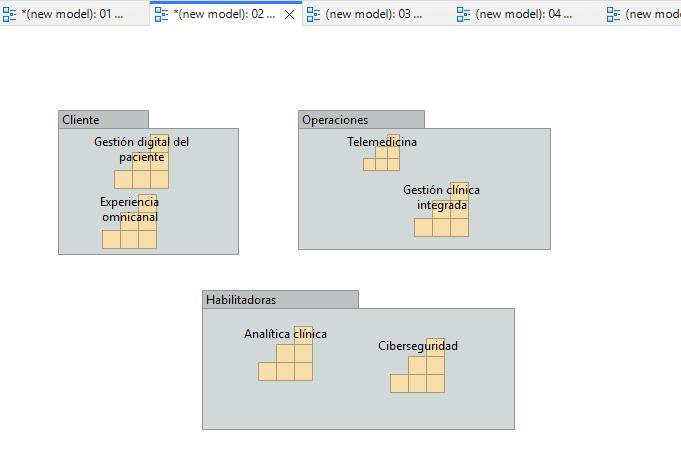 *(new model): 01 ...
*(new model): 02 ...
(new model): 03 ...
(new model): 04 ...
(new mode
Cliente
Gestión digital del
paciente
Experiencia
omnicanal
Operaciones
Telemedicina
Gestión clínica
integrada
Habilitadoras
Analítica clínica
Ciberseguridad